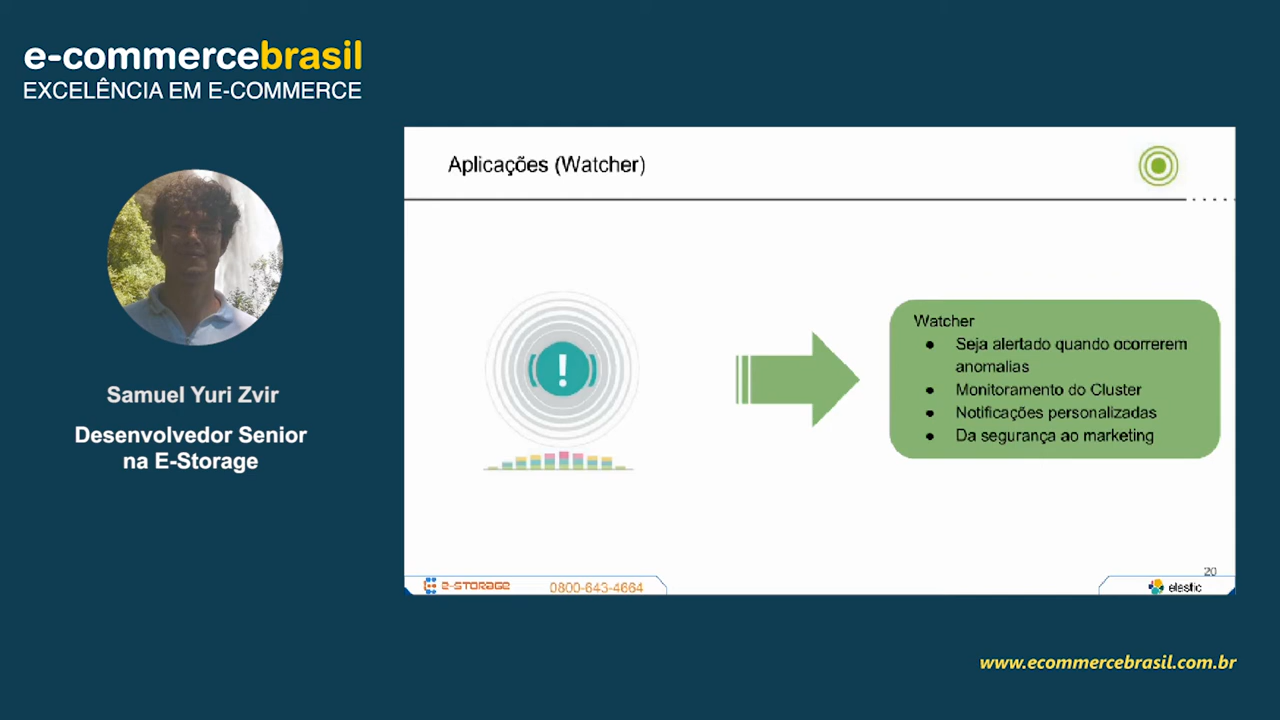 e-commercebrasil
EXCELÊNCIA EM E-COMMERCE
Samuel Yuri Zvir
Desenvolvedor Senior
na E-Storage
Aplicações (Watcher)
!
Watcher
● Seja alertado quando ocorrerem
anomalias
● Monitoramento do Cluster
● Notificações personalizadas
● Da segurança ao marketing
20
E-STORAGE
0800-643-4664
elastic
www.ecommercebrasil.com.br